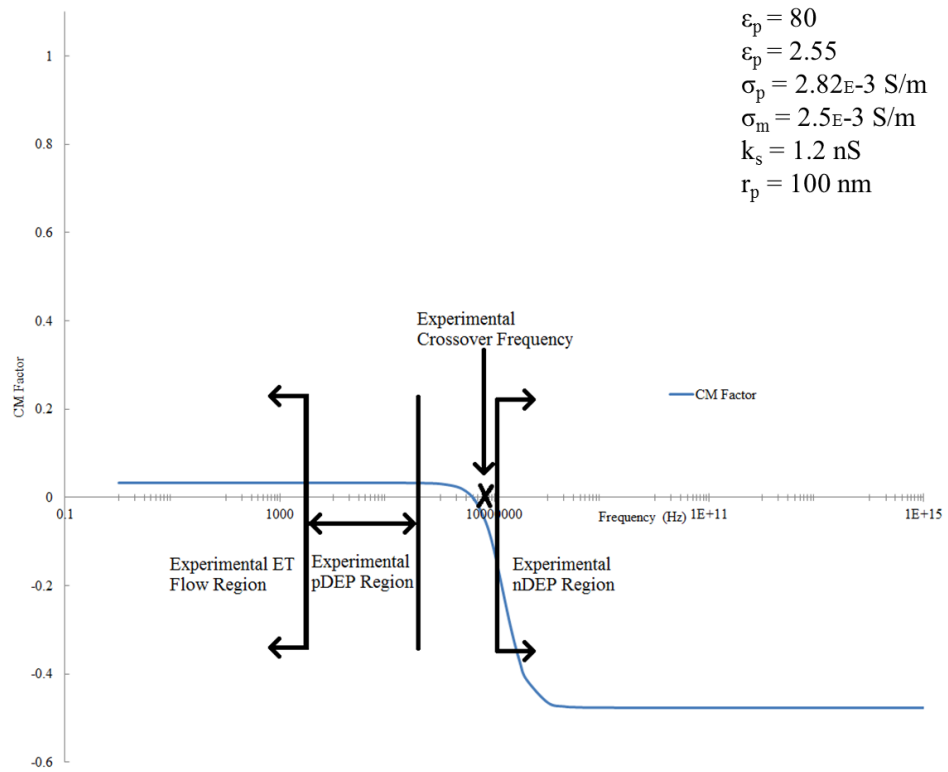 εp = 80
εp = 2.55
σp = 2.82E-3 S/m
σm = 2.5E-3 S/m
ks = 1.2 nS
rp = 100 nm
1
0.8
0.6
0.4
0.2
0
-0.2
-0.4
-0.6
CM Factor
Experimental
Crossover Frequency
CM Factor
0.1
1000
10000000
Frequency (Hz)
1E+11
1E+15
Experimental ET
Flow Region
Experimental
pDEP Region
Experimental
nDEP Region